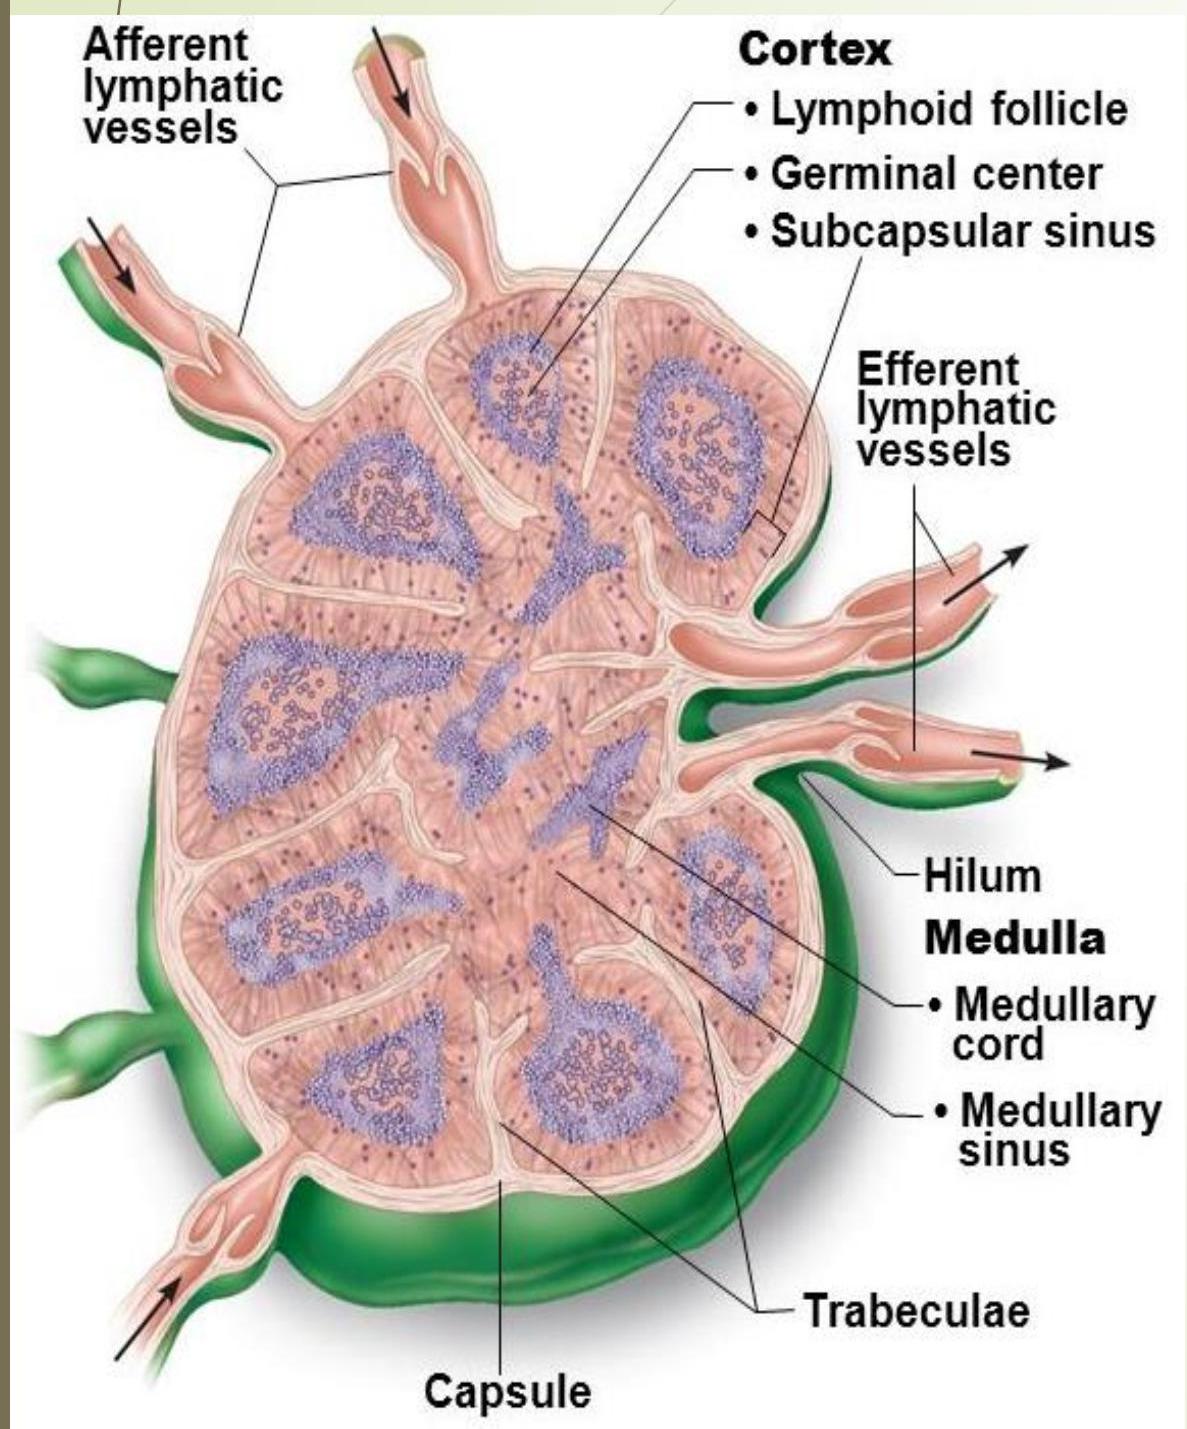 Afferent
lymphatic
vessels
Cortex
• Lymphoid follicle
• Germinal center
• Subcapsular sinus
Efferent
lymphatic
vessels
Hilum
Medulla
• Medullary
cord
• Medullary
sinus
Trabeculae
Capsule